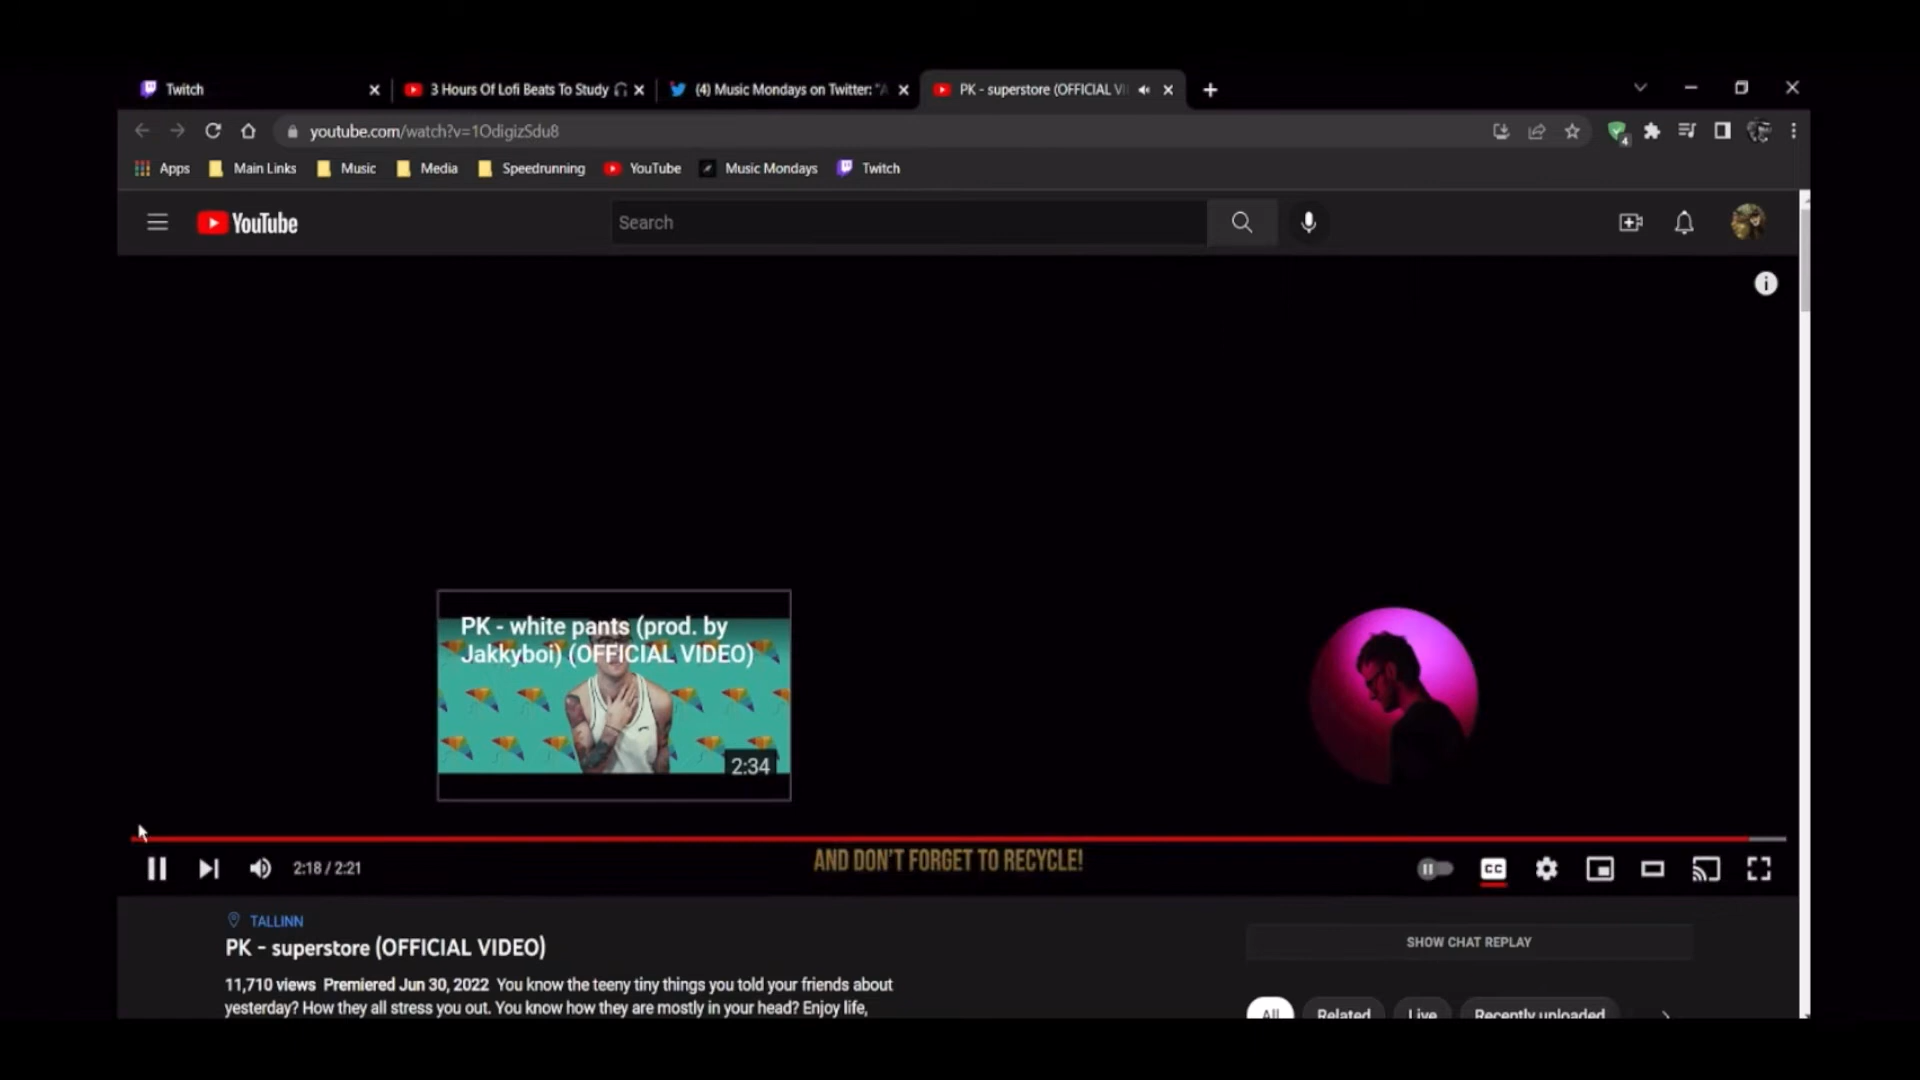 Twitch
3 Hours Of Lofi Beats To Study
(4) Music Mondays on Twitter: "A
PK - superstore (OFFICIAL VI
youtube.com/watch?v=1OdigizSdu8
4
Apps
Main Links
Music
Media
Speedrunning
YouTube
Music Mondays
Twitch
YouTube
Search
PK - white pants (prod. by
Jakkyboi) (OFFICIAL VIDEO)
2:34
2:18 / 2:21
AND DON'T FORGET TO RECYCLE!
CC
TALLINN
PK - superstore (OFFICIAL VIDEO)
11,710 views Premiered Jun 30, 2022 You know the teeny tiny things you told your friends about
yesterday? How they all stress you out. You know how they are mostly in your head? Enjoy life,
SHOW CHAT REPLAY
All
Related
Live
Recently uploaded